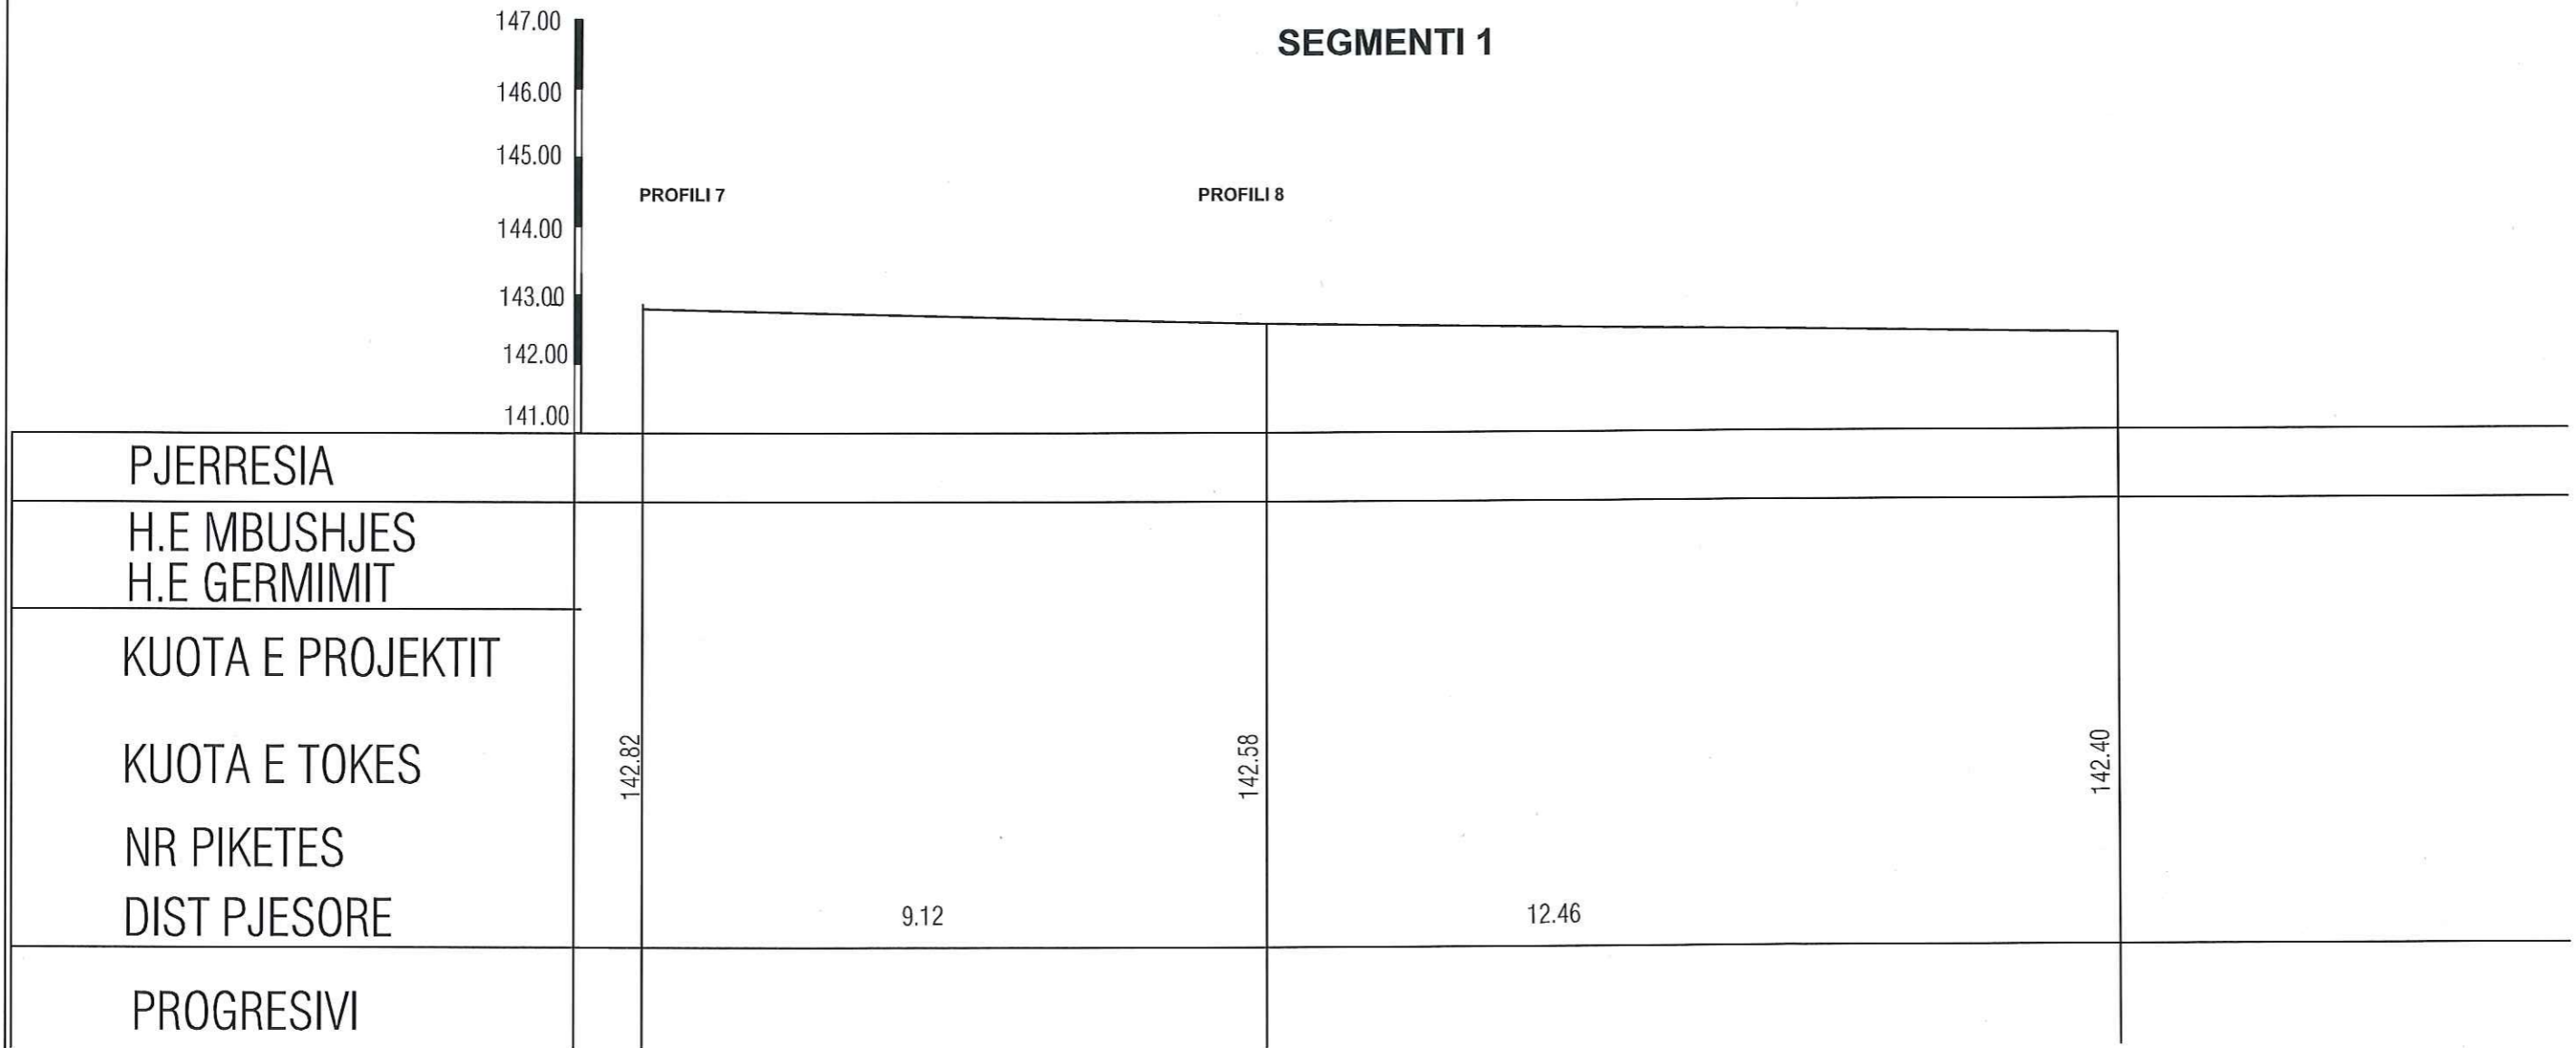 147.00
SEGMENTI 1
146.00
145.00
PROFILI 7 PROFILI 8
144.00
143.00
142.00
141.00
PJERRESIA
H.E MBUSHJES
H.E GERMIMIT
KUOTA E PROJEKTIT
KUOTA E TOKES 142.82 142.58 142.40
NR PIKETES
DIST PJESORE 9.12 12.46
PROGRESIVI